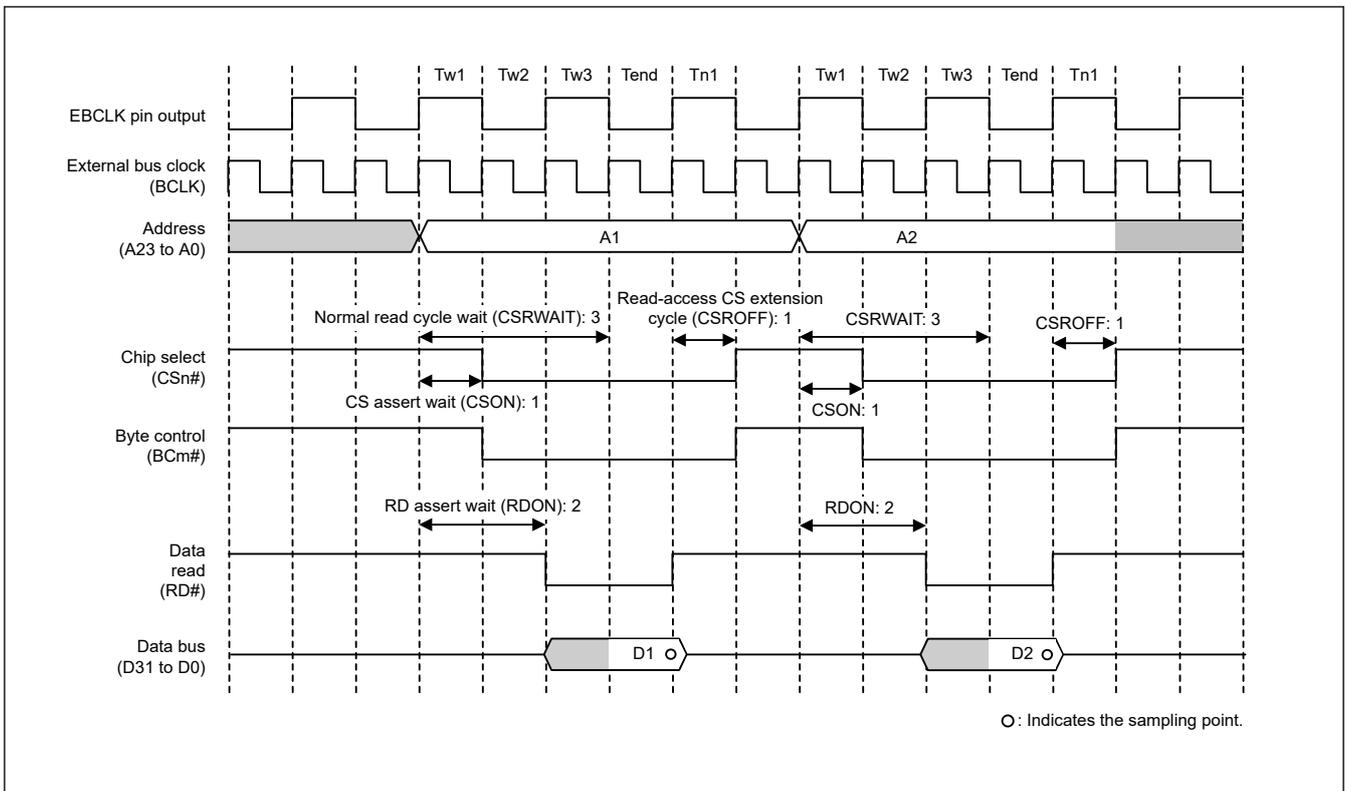 Tw1 Tw2 Tw3 Tend Tn1 Tw1 Tw2 Tw3 Tend Tn1
EBCLK pin output
External bus clock
(BCLK)
Address
(A23 to A0)
A1 A2
Read-access CS extension
cycle (CSROFF): 1
Normal read cycle wait (CSRWAIT): 3
CSRWAIT: 3
CSROFF: 1
Chip select
(CSn#)
CS assert wait (CSON): 1
CSON: 1
Byte control
(BCm#)
RD assert wait (RDON): 2
RDON: 2
Data
read
(RD#)
Data bus
(D31 to D0)
D1 D2
: Indicates the sampling point.